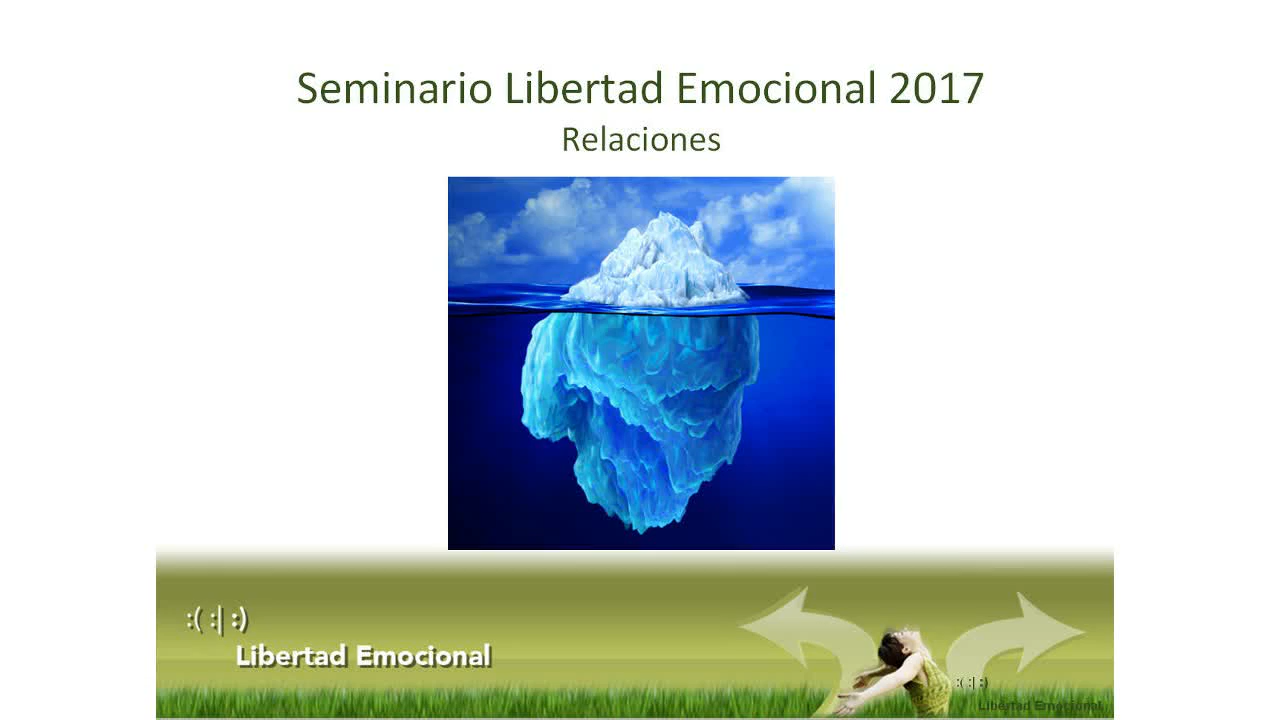 Seminario Libertad Emocional 2017
Relaciones
:( :| :)
Libertad Emocional
:( :| :)
Libertad Emocional